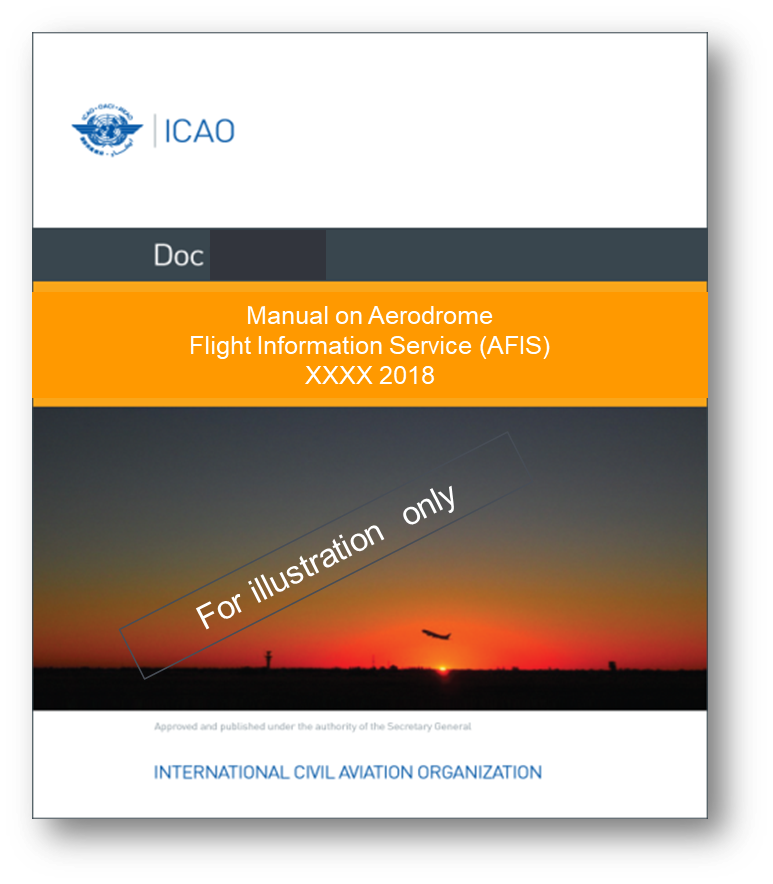 ICAO
Doc
Manual on Aerodrome
Flight Information Service (AFIS)
XXXX 2018
For illustration only
Approved and published under the authority of the Secretary General
INTERNATIONAL CIVIL AVIATION ORGANIZATION